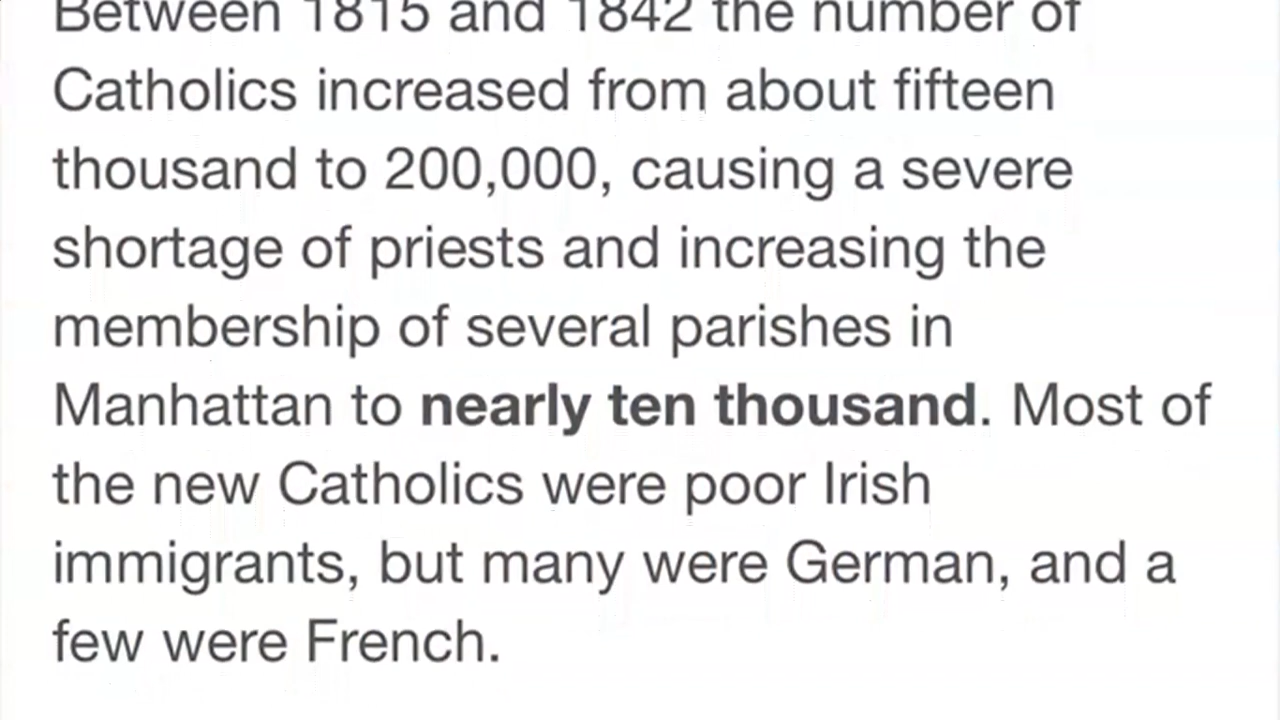 Between 1815 and 1842 the number of
Catholics increased from about fifteen
thousand to 200,000, causing a severe
shortage of priests and increasing the
membership of several parishes in
Manhattan to nearly ten thousand. Most of
the new Catholics were poor Irish
immigrants, but many were German, and a
few were French.